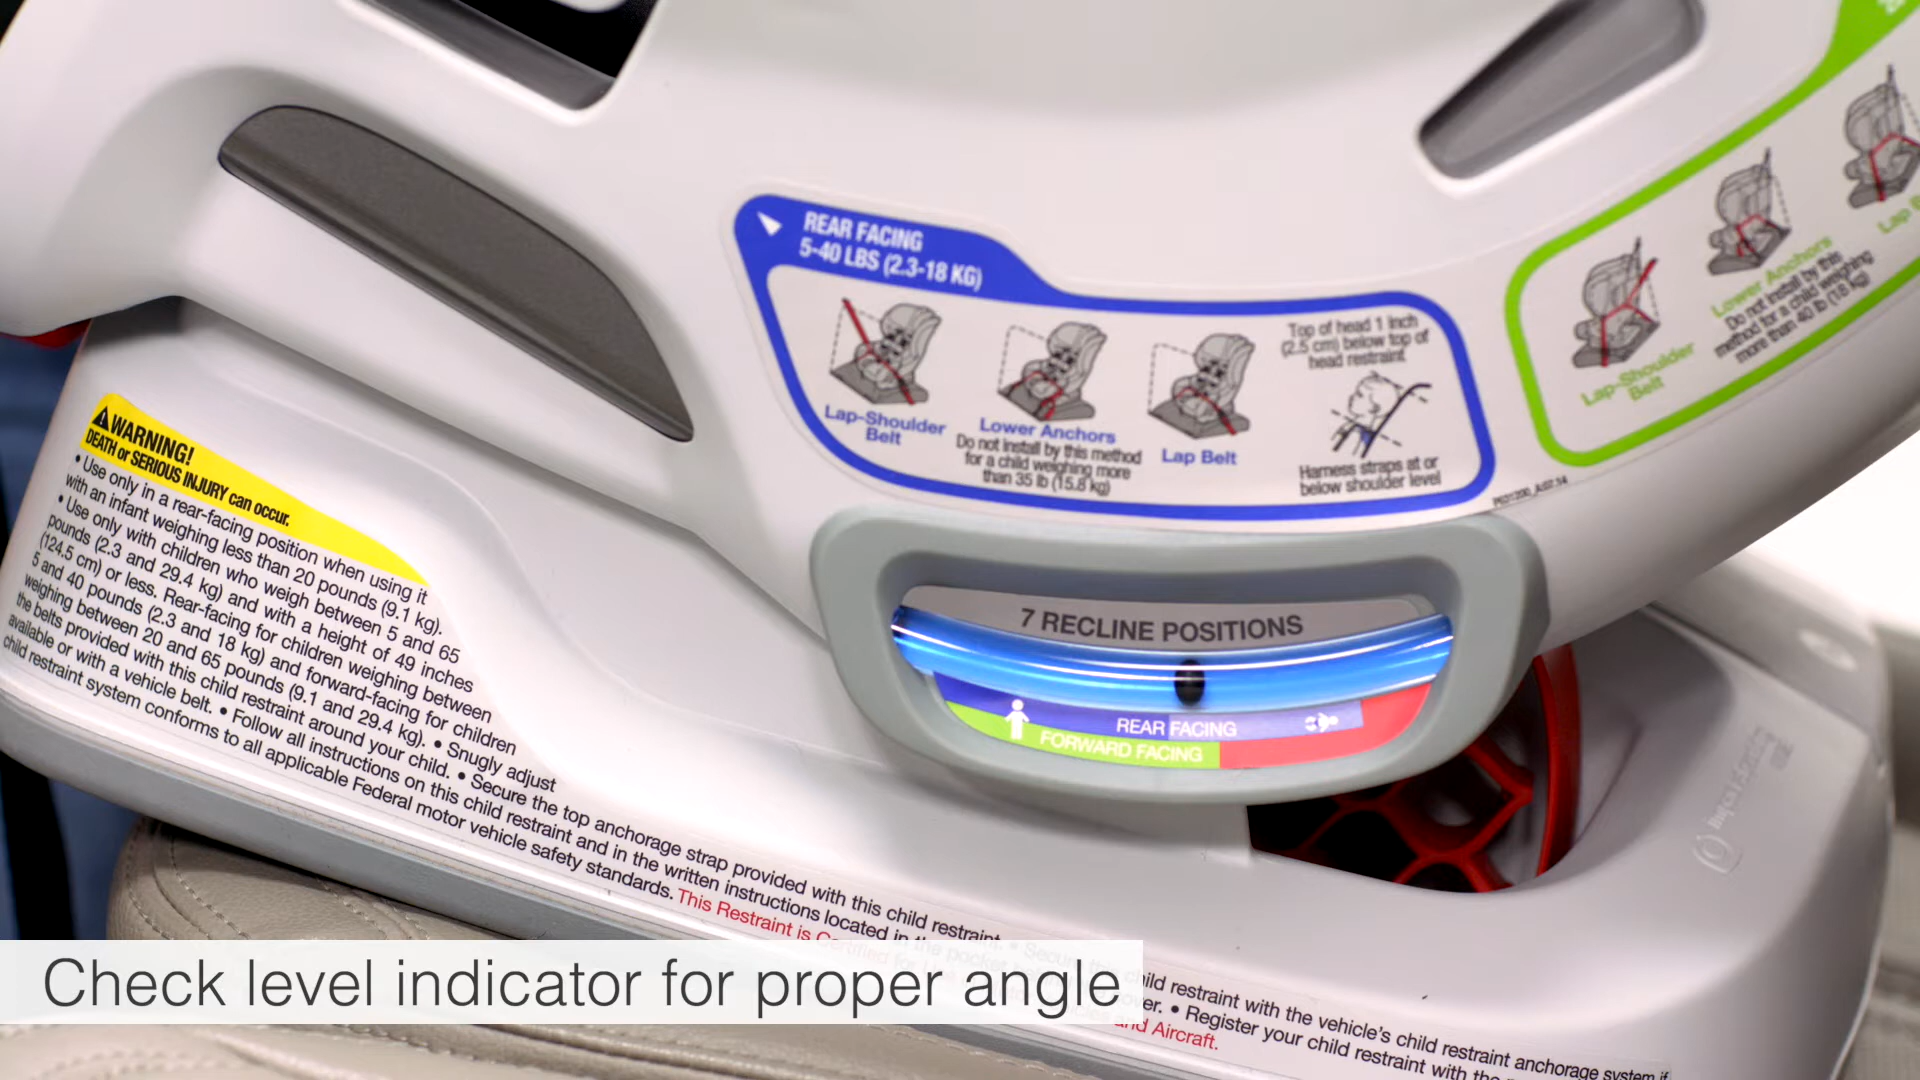 REAR FACING
5-40 LBS (2.3-18 KG)
Lap-Shoulder
Belt
Lower Anchors
Do not install by this method
for a child weighing more
than 35 lb (15.8 kg)
Lap Belt
Top of head 1 inch
(2.5 cm) below top of
head restraint
Harness straps at or
below shoulder level
Lap-Shoulder
Belt
Lower Anchors
Do not install by this
method for a child weighing
more than 40 lb (18 kg)
Lap
7 RECLINE POSITIONS
REAR FACING
FORWARD FACING
WARNING!
DEATH or SERIOUS INJURY can occur.
• Use only in a rear-facing position when using it
with an infant weighing less than 20 pounds (9.1 kg).
• Use only with children who weigh between 5 and 65
pounds (2.3 and 29.4 kg) and with a height of 49 inches
(124.5 cm) or less. Rear-facing for children weighing between
5 and 40 pounds (2.3 and 18 kg) and forward-facing for children
weighing between 20 and 65 pounds (9.1 and 29.4 kg). • Snugly adjust
the belts provided with this child restraint around your child. • Secure the top anchorage strap provided with this child restraint. • Secure this child restraint with the vehicle's child restraint anchorage system if
available or with a vehicle belt. • Follow all instructions on this child restraint and in the written instructions located in the pocket • Register your child restraint with the
child restraint system conforms to all applicable Federal motor vehicle safety standards. This Restraint is Certified for and Aircraft.
Check level indicator for proper angle